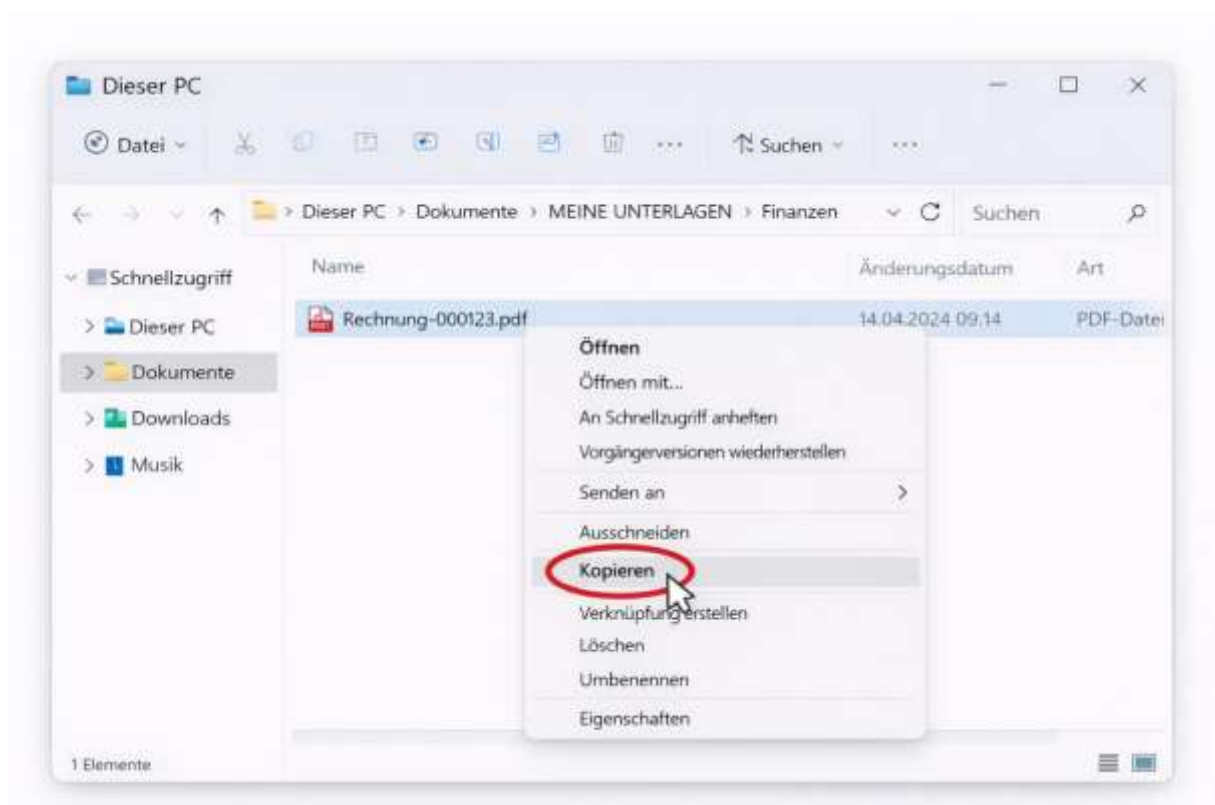 Dieser PC
Datei
Suchen
Dieser PC > Dokumente > MEINE UNTERLAGEN > Finanzen
Suchen
Name
Änderungsdatum
Art
Schnellzugriff
Dieser PC
Dokumente
Downloads
Musik
Rechnung-000123.pdf
14.04.2024 09.14
PDF-Datei
Öffnen
Öffnen mit...
An Schnellzugriff anheften
Vorgängerversionen wiederherstellen
Senden an
Ausschneiden
Kopieren
Verknüpfung erstellen
Löschen
Umbenennen
Eigenschaften
1 Elemente